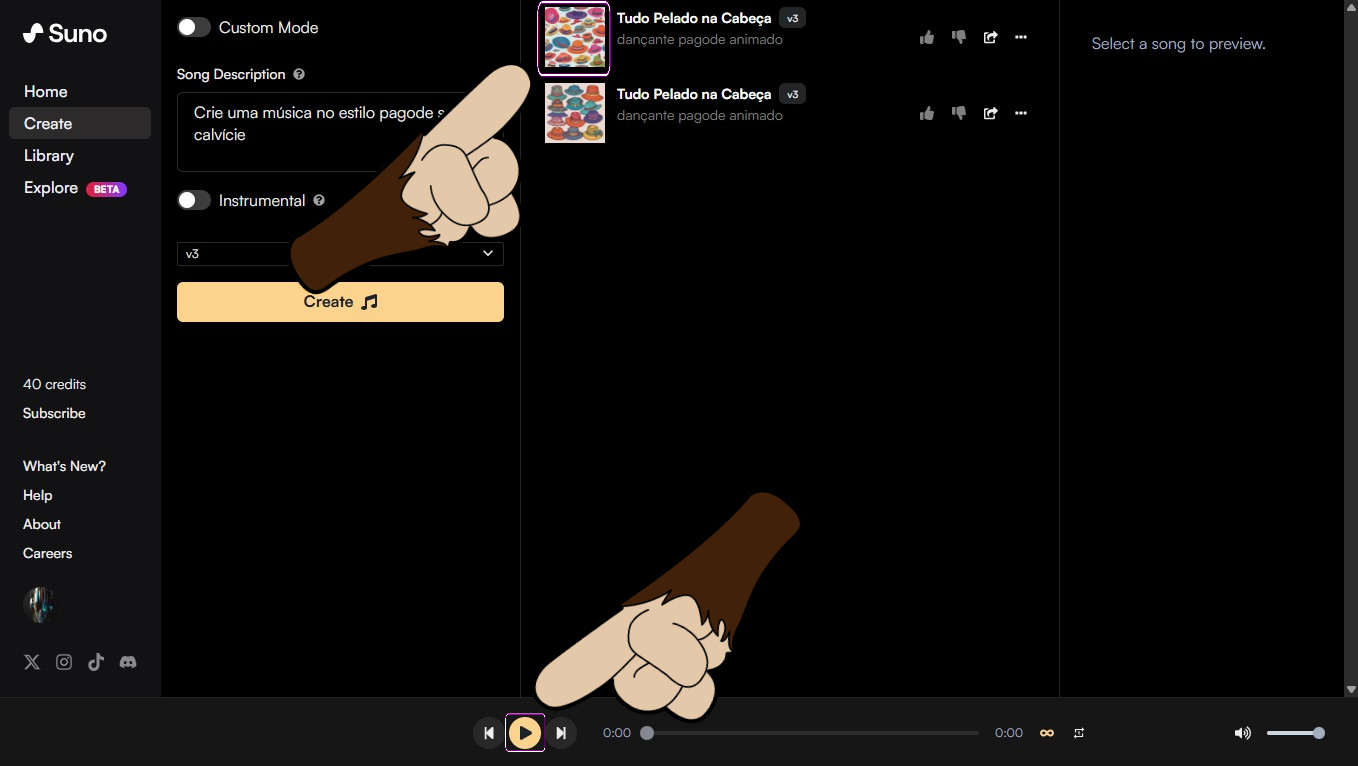 Suno
Home
Create
Library
Explore BETA
40 credits
Subscribe
What's New?
Help
About
Careers
Custom Mode
Song Description
Crie uma música no estilo pagode
calvície
Instrumental
v3
Create
Tudo Pelado na Cabeça v3
dançante pagode animado
Tudo Pelado na Cabeça v3
dançante pagode animado
Select a song to preview.
0:00
0:00